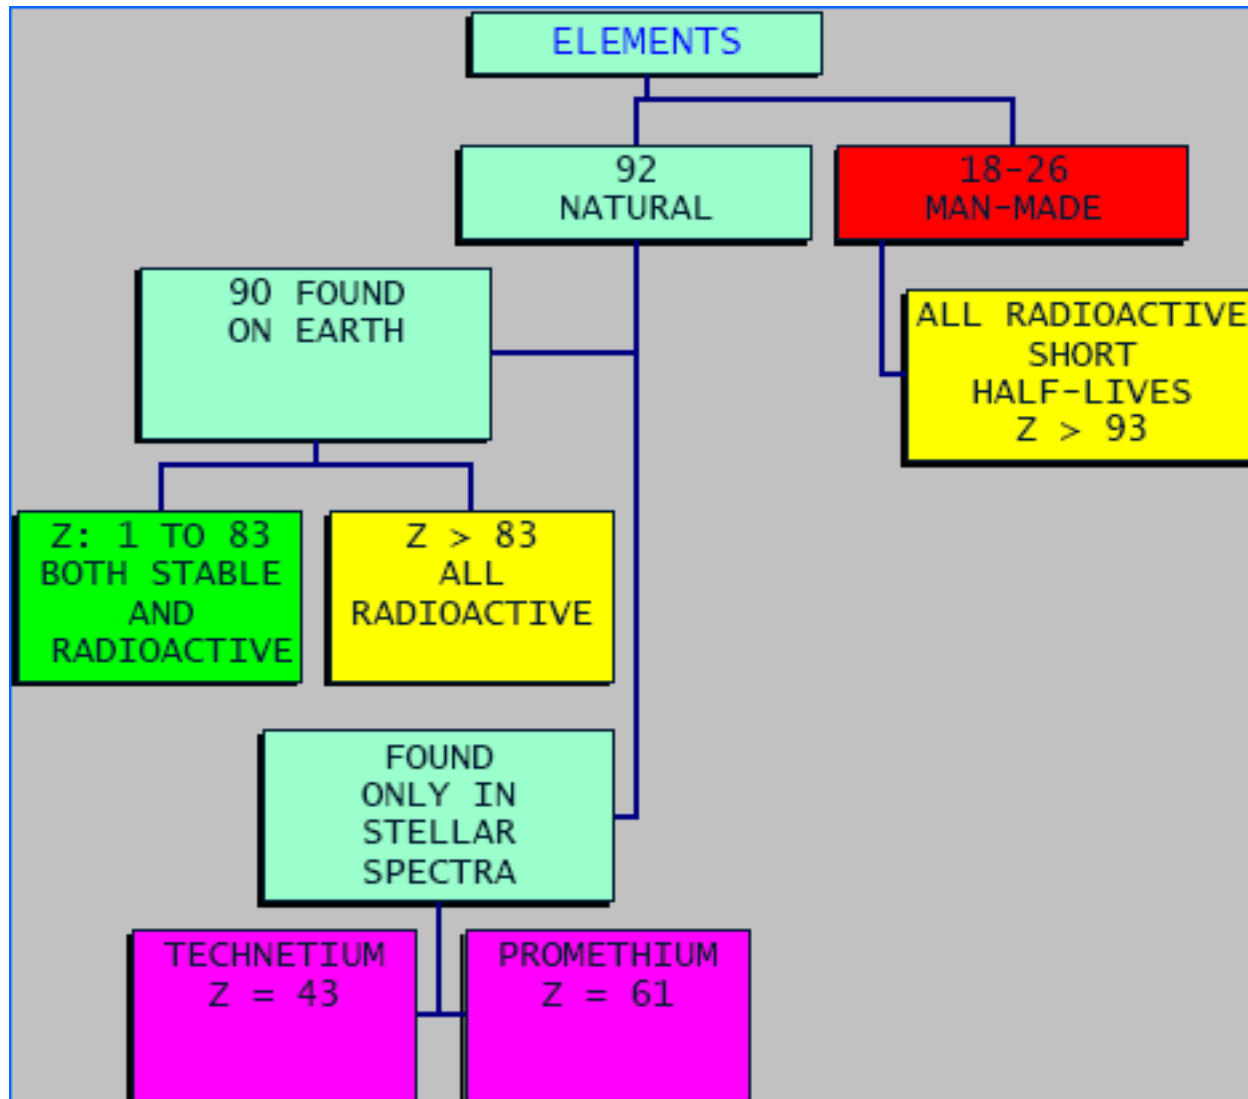 ELEMENTS
92
NATURAL
18-26
MAN-MADE
90 FOUND
ON EARTH
ALL RADIOACTIVE
SHORT
HALF-LIVES
Z > 93
Z: 1 TO 83
BOTH STABLE
AND
RADIOACTIVE
Z > 83
ALL
RADIOACTIVE
FOUND
ONLY IN
STELLAR
SPECTRA
TECHNETIUM
Z = 43
PROMETHIUM
Z = 61